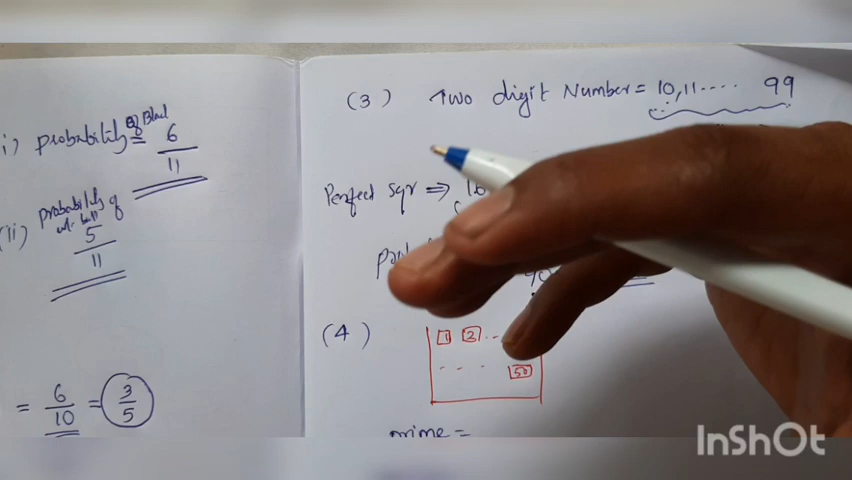 i) probability of Black
= 6/11
(ii) probability of
5/11
= 6/10 = 3/5
(3) Two digit Number = 10, 11 .... 99
Perfect sqr ⇒ 16
90
(4)
1 2 ...
... 50
=
InShOt